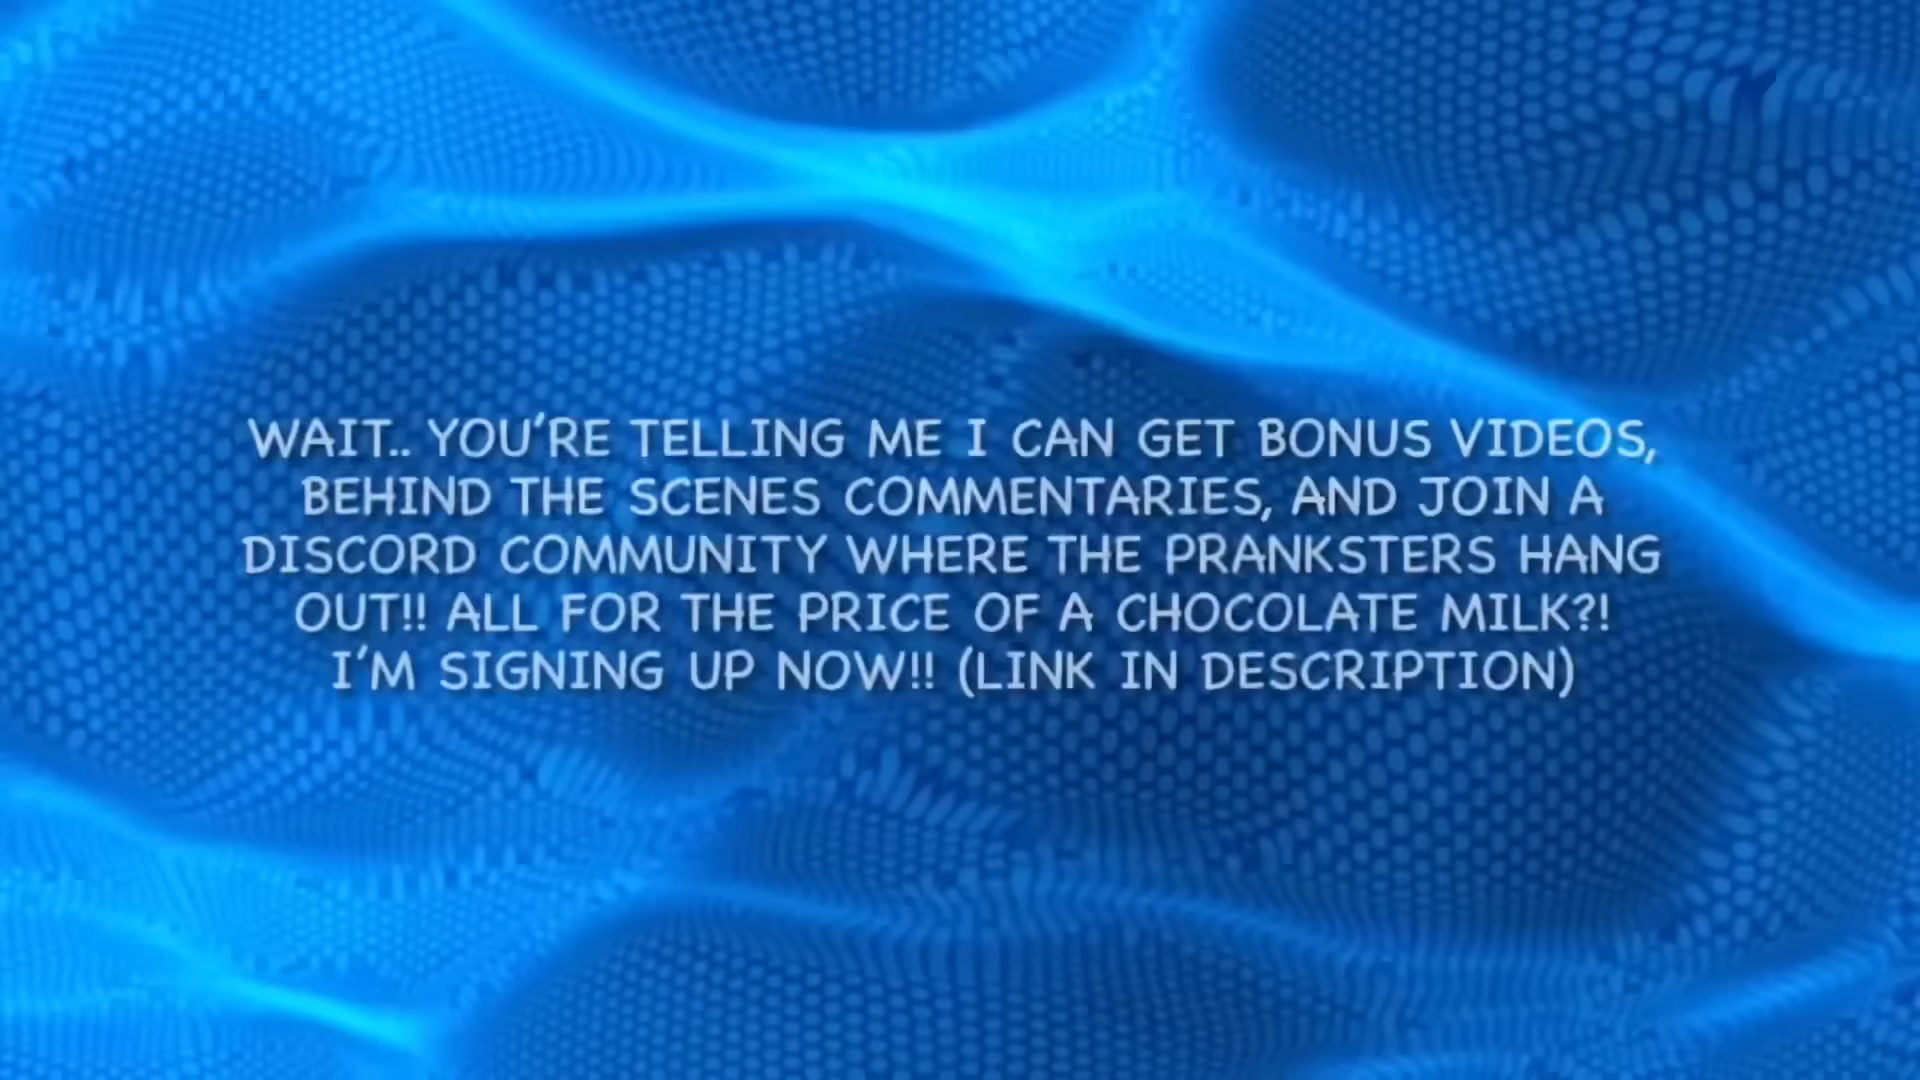 WAIT.. YOU'RE TELLING ME I CAN GET BONUS VIDEOS,
BEHIND THE SCENES COMMENTARIES, AND JOIN A
DISCORD COMMUNITY WHERE THE PRANKSTERS HANG
OUT!! ALL FOR THE PRICE OF A CHOCOLATE MILK?!
I'M SIGNING UP NOW!! (LINK IN DESCRIPTION)